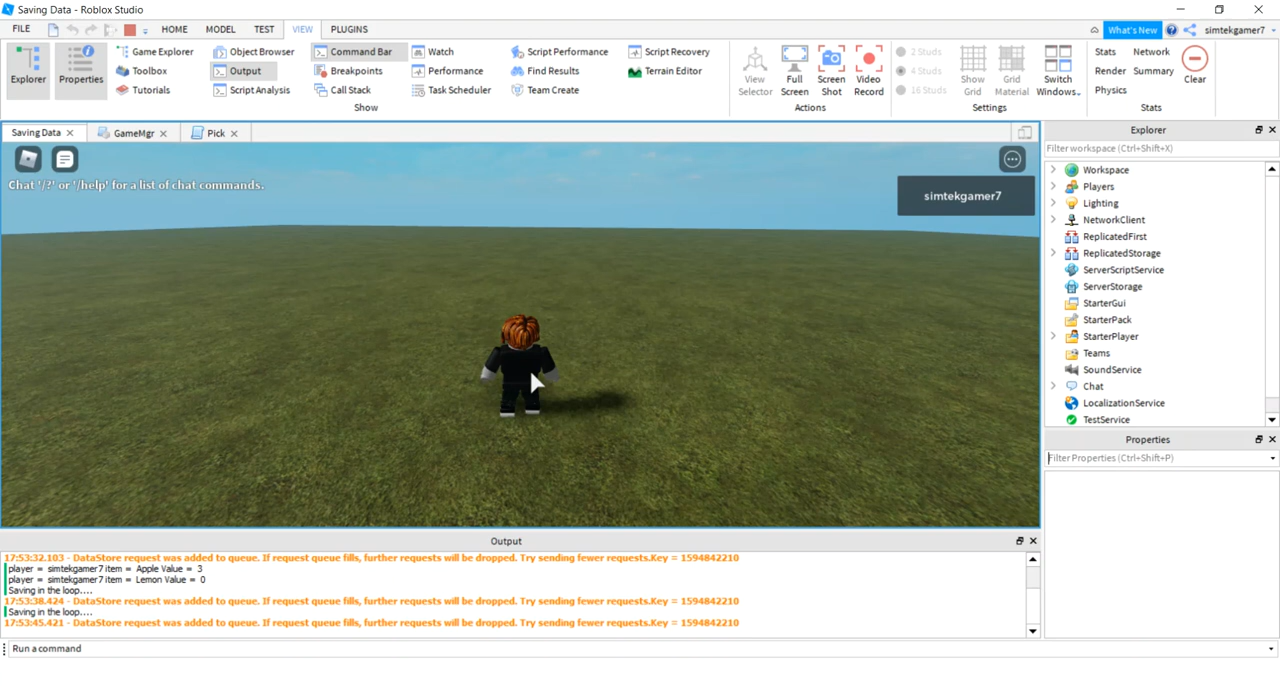 Saving Data - Roblox Studio
FILE HOME MODEL TEST VIEW PLUGINS What's New simtekgamer7
Explorer
Properties
Game Explorer
Toolbox
Tutorials
Object Browser
Output
Script Analysis
Command Bar
Breakpoints
Call Stack
Watch
Performance
Task Scheduler
Script Performance
Find Results
Team Create
Script Recovery
Terrain Editor
Show
View Selector
Full Screen
Screen Shot
Video Record
Actions
2 Studs
4 Studs
16 Studs
Show Grid
Grid Material
Switch Windows
Settings
Stats Network
Render Summary
Physics
Clear
Stats
Saving Data GameMgr Pick
Chat '/?' or '/help' for a list of chat commands.
simtekgamer7
Explorer
Filter workspace (Ctrl+Shift+X)
Workspace
Players
Lighting
NetworkClient
ReplicatedFirst
ReplicatedStorage
ServerScriptService
ServerStorage
StarterGui
StarterPack
StarterPlayer
Teams
SoundService
Chat
LocalizationService
TestService
Properties
Filter Properties (Ctrl+Shift+P)
Output
17:53:32.103 - DataStore request was added to queue. If request queue fills, further requests will be dropped. Try sending fewer requests.Key = 1594842210
player = simtekgamer7 item = Apple Value = 3
player = simtekgamer7 item = Lemon Value = 0
Saving in the loop....
17:53:38.424 - DataStore request was added to queue. If request queue fills, further requests will be dropped. Try sending fewer requests.Key = 1594842210
Saving in the loop....
17:53:45.421 - DataStore request was added to queue. If request queue fills, further requests will be dropped. Try sending fewer requests.Key = 1594842210
Run a command